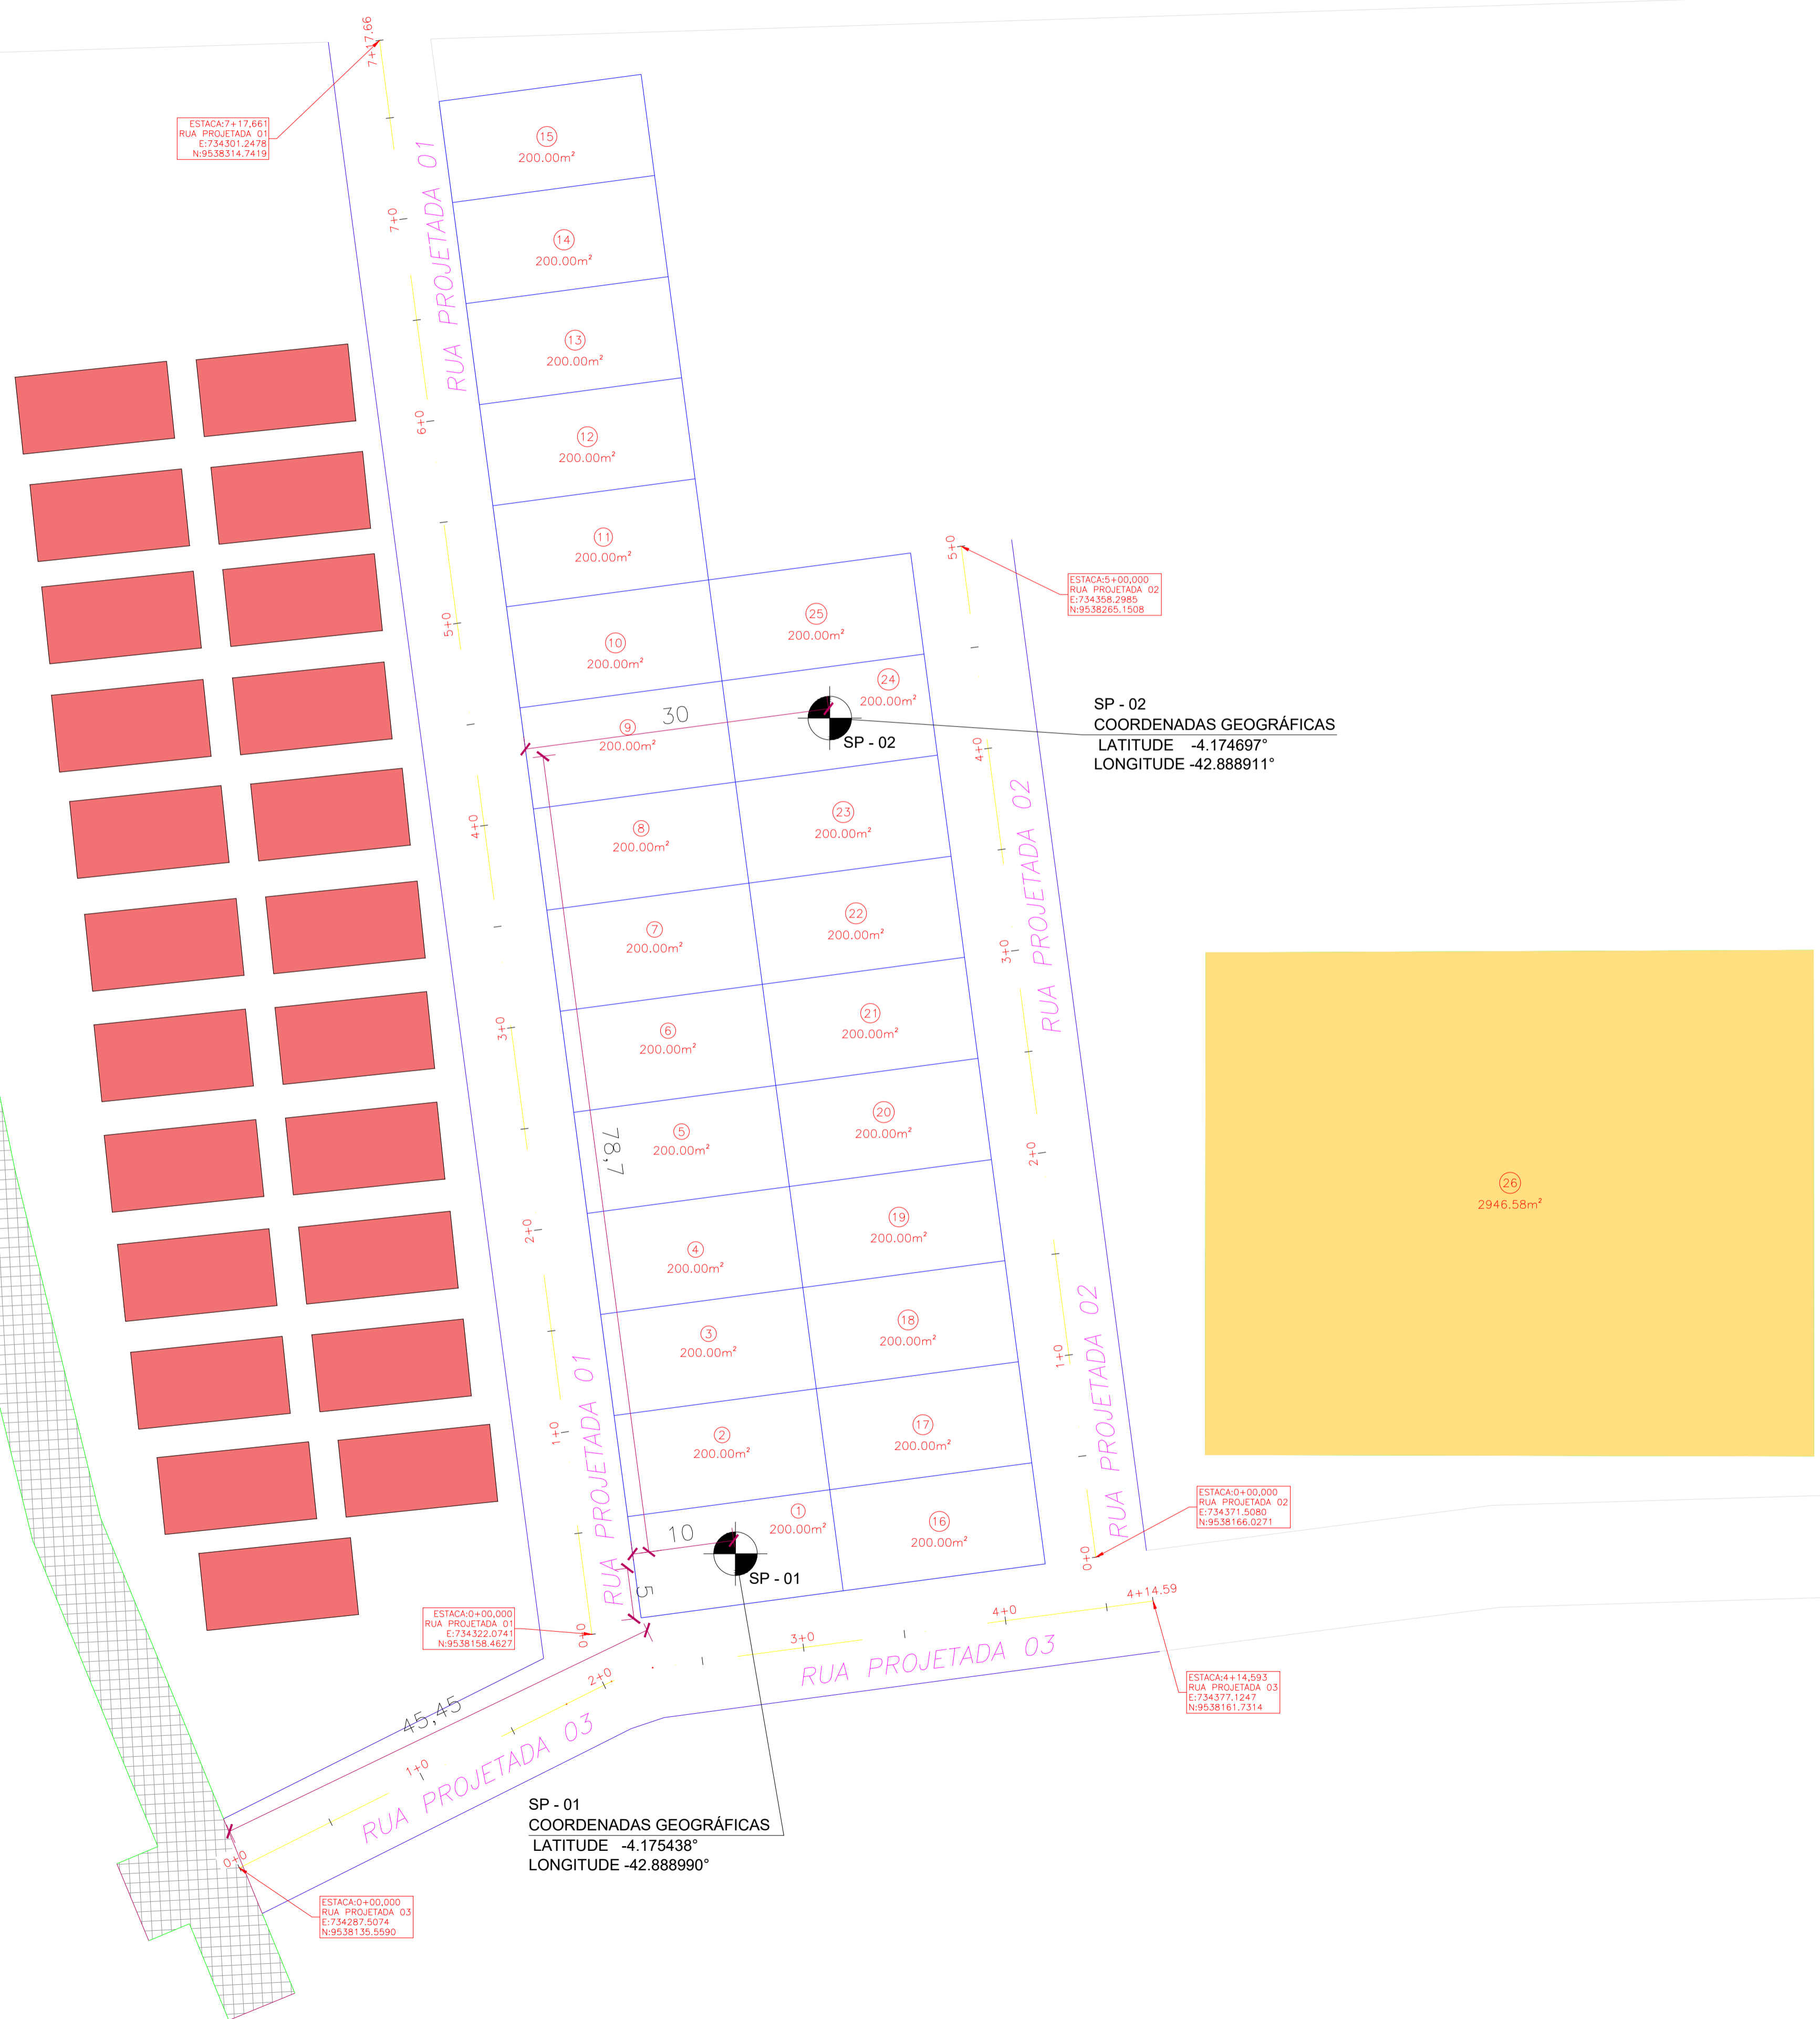 7+17.66
ESTACA:7+17,661
RUA PROJETADA 01
E:734301.2478
N:9538314.7419
RUA PROJETADA 01
15
200.00m²
7+0
14
200.00m²
13
200.00m²
6+0
12
200.00m²
11
200.00m²
5+0
ESTACA:5+00,000
RUA PROJETADA 02
E:734358.2985
N:9538265.1508
5+0
25
200.00m²
10
200.00m²
24
200.00m²
30
9
200.00m²
SP - 02
SP - 02
COORDENADAS GEOGRÁFICAS
LATITUDE -4.174697°
LONGITUDE -42.888911°
4+0
4+0
23
200.00m²
8
200.00m²
RUA PROJETADA 02
22
200.00m²
7
200.00m²
3+0
21
200.00m²
6
200.00m²
3+0
20
200.00m²
5
200.00m²
78,7
2+0
26
2946.58m²
19
200.00m²
4
200.00m²
2+0
18
200.00m²
3
200.00m²
1+0
RUA PROJETADA 02
17
200.00m²
2
200.00m²
1+0
RUA PROJETADA 01
1
200.00m²
16
200.00m²
10
SP - 01
5
ESTACA:0+00,000
RUA PROJETADA 02
E:734371.5080
N:9538166.0271
0+0
4+14.59
4+0
3+0
ESTACA:0+00,000
RUA PROJETADA 01
E:734322.0741
N:9538158.4627
0+0
RUA PROJETADA 03
2+0
ESTACA:4+14,593
RUA PROJETADA 03
E:734377.1247
N:9538161.7314
45,45
1+0
RUA PROJETADA 03
SP - 01
COORDENADAS GEOGRÁFICAS
LATITUDE -4.175438°
LONGITUDE -42.888990°
0+0
ESTACA:0+00,000
RUA PROJETADA 03
E:734287.5074
N:9538135.5590